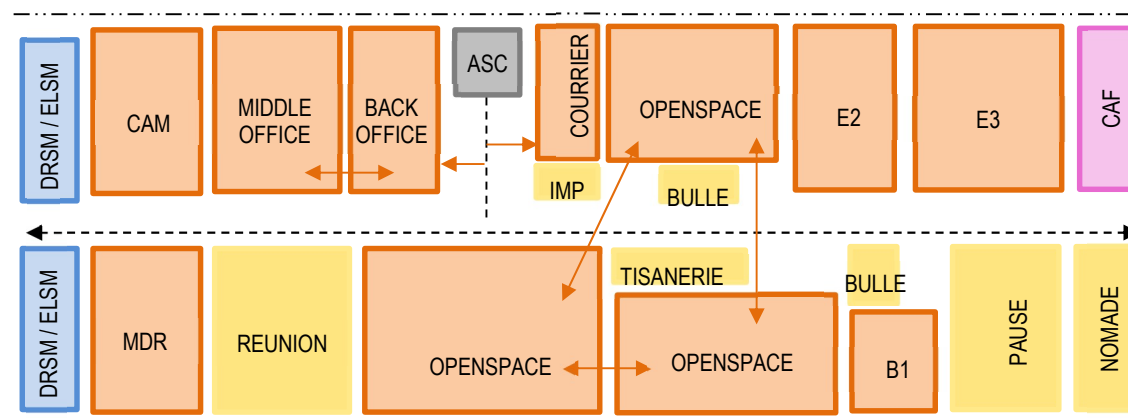 DRSM / ELSM
CAM
MIDDLE
OFFICE
BACK
OFFICE
ASC
COURRIER
OPENSPACE
E2
E3
CAF
IMP
BULLE
DRSM / ELSM
MDR
REUNION
OPENSPACE
TISANERIE
OPENSPACE
BULLE
B1
PAUSE
NOMADE